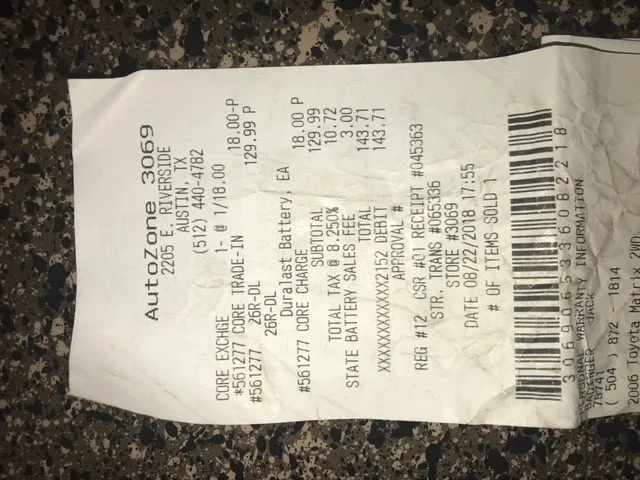 AutoZone 3069
2205 E. RIVERSIDE
AUSTIN, TX
(512) 440-4782
CORE EXCHGE 1- @ 1/18.00
*561277 CORE TRADE-IN 18.00-P
#561277 26R-DL 129.99 P
26R-DL
Duralast Battery, EA
#561277 CORE CHARGE 18.00 P
SUBTOTAL 129.99
TOTAL TAX @ 8.250% 10.72
STATE BATTERY SALES FEE 3.00
TOTAL 143.71
XXXXXXXXXXXX2152 DEBIT 143.71
APPROVAL #
REG #12 CSR #01 RECEIPT #045363
STR. TRANS #065336
STORE #3069
DATE 08/22/2018 17:55
# OF ITEMS SOLD 1
3069065336082218
PERSONAL WARRANTY INFORMATION
JACK
78741
(504) 872-1814
2006 Toyota Matrix 2WD